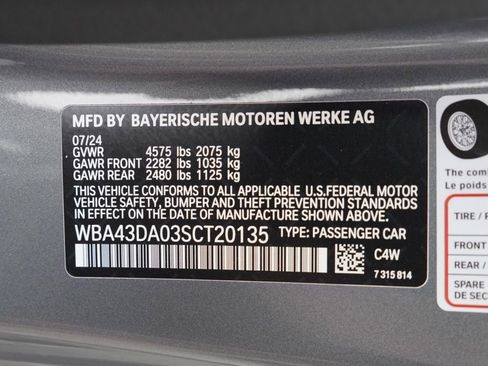 MFD BY BAYERISCHE MOTOREN WERKE AG
07/24
GVWR 4575 lbs 2075 kg
GAWR FRONT 2282 lbs 1035 kg
GAWR REAR 2480 lbs 1125 kg
THIS VEHICLE CONFORMS TO ALL APPLICABLE U.S.FEDERAL MOTOR
VEHICLE SAFETY, BUMPER AND THEFT PREVENTION STANDARDS
IN EFFECT ON THE DATE OF MANUFACTURE SHOWN ABOVE.
WBA43DA03SCT20135 TYPE: PASSENGER CAR
C4W
7 315 814
The com
Le poids
TIRE /
FRONT
REAR /
SPARE
DE SEC